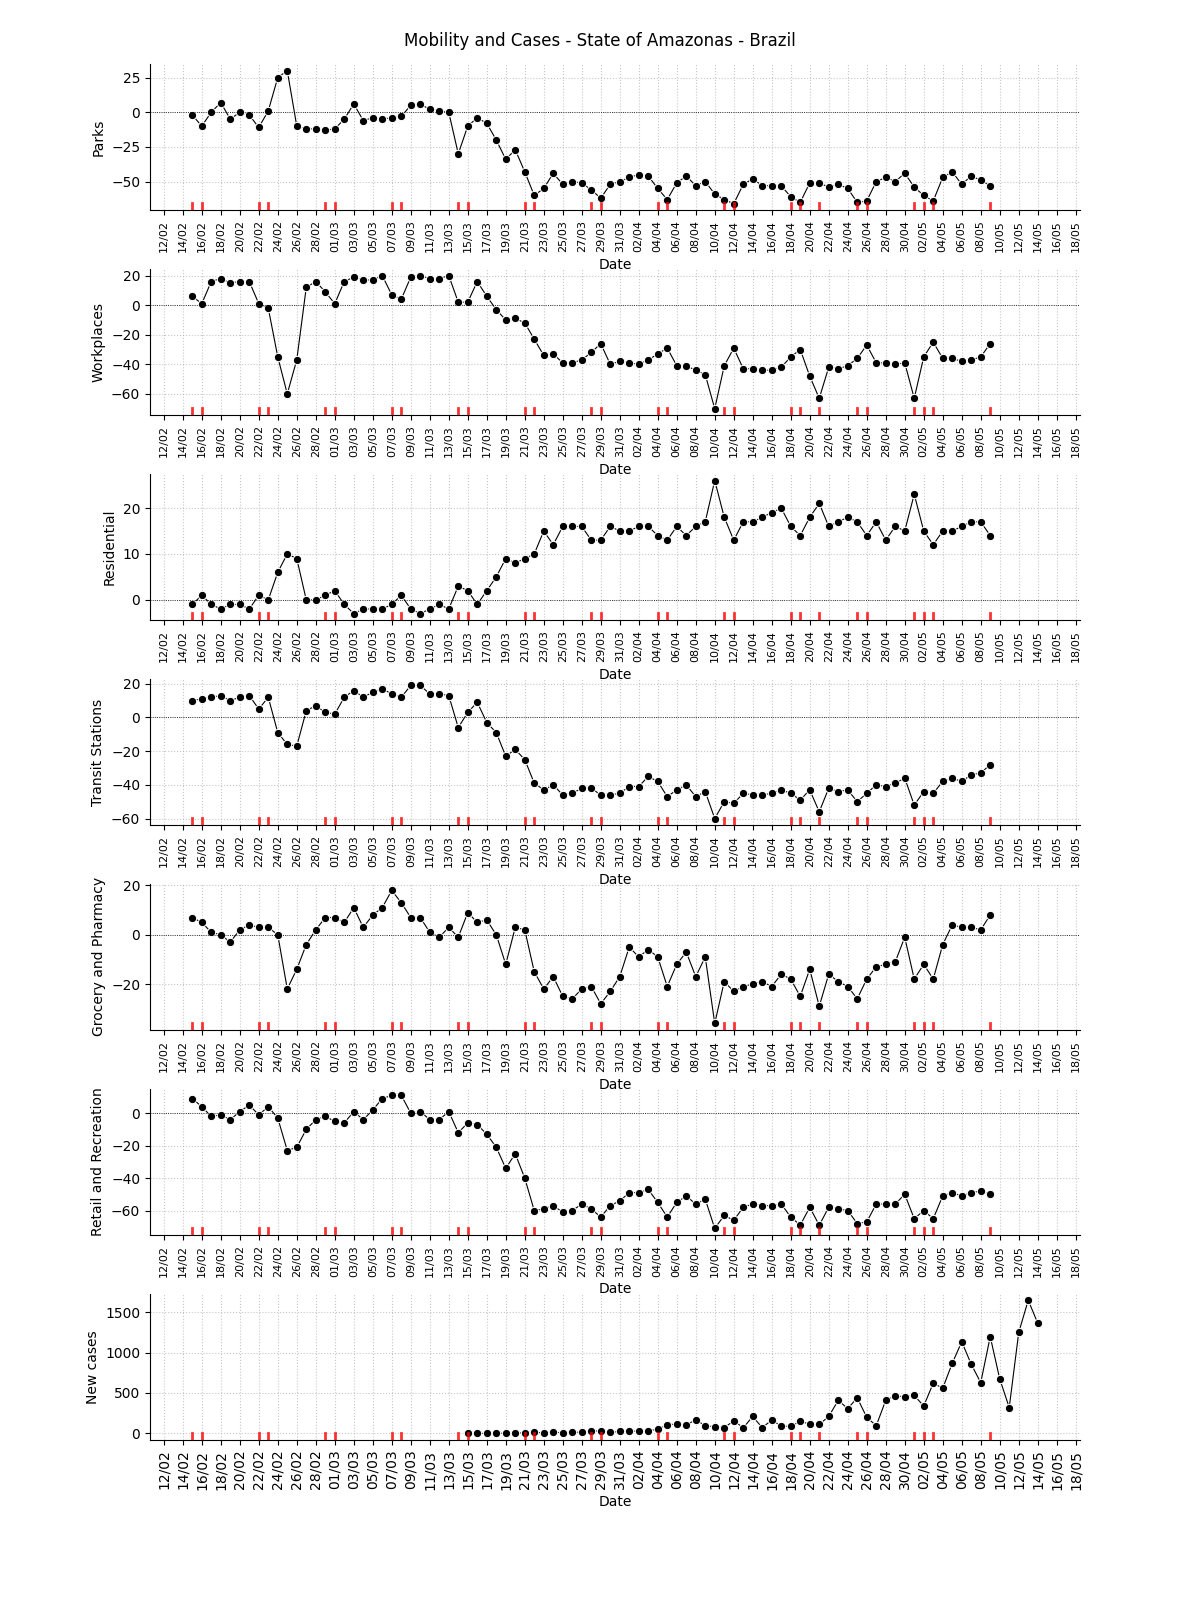 Mobility and Cases - State of Amazonas - Brazil
Parks
25
0
−25
−50
12/02 14/02 16/02 18/02 20/02 22/02 24/02 26/02 28/02 01/03 03/03 05/03 07/03 09/03 11/03 13/03 15/03 17/03 19/03 21/03 23/03 25/03 27/03 29/03 31/03 02/04 04/04 06/04 08/04 10/04 12/04 14/04 16/04 18/04 20/04 22/04 24/04 26/04 28/04 30/04 02/05 04/05 06/05 08/05 10/05 12/05 14/05 16/05 18/05
Date
Workplaces
20
0
−20
−40
−60
12/02 14/02 16/02 18/02 20/02 22/02 24/02 26/02 28/02 01/03 03/03 05/03 07/03 09/03 11/03 13/03 15/03 17/03 19/03 21/03 23/03 25/03 27/03 29/03 31/03 02/04 04/04 06/04 08/04 10/04 12/04 14/04 16/04 18/04 20/04 22/04 24/04 26/04 28/04 30/04 02/05 04/05 06/05 08/05 10/05 12/05 14/05 16/05 18/05
Date
Residential
20
10
0
12/02 14/02 16/02 18/02 20/02 22/02 24/02 26/02 28/02 01/03 03/03 05/03 07/03 09/03 11/03 13/03 15/03 17/03 19/03 21/03 23/03 25/03 27/03 29/03 31/03 02/04 04/04 06/04 08/04 10/04 12/04 14/04 16/04 18/04 20/04 22/04 24/04 26/04 28/04 30/04 02/05 04/05 06/05 08/05 10/05 12/05 14/05 16/05 18/05
Date
Transit Stations
20
0
−20
−40
−60
12/02 14/02 16/02 18/02 20/02 22/02 24/02 26/02 28/02 01/03 03/03 05/03 07/03 09/03 11/03 13/03 15/03 17/03 19/03 21/03 23/03 25/03 27/03 29/03 31/03 02/04 04/04 06/04 08/04 10/04 12/04 14/04 16/04 18/04 20/04 22/04 24/04 26/04 28/04 30/04 02/05 04/05 06/05 08/05 10/05 12/05 14/05 16/05 18/05
Date
Grocery and Pharmacy
20
0
−20
12/02 14/02 16/02 18/02 20/02 22/02 24/02 26/02 28/02 01/03 03/03 05/03 07/03 09/03 11/03 13/03 15/03 17/03 19/03 21/03 23/03 25/03 27/03 29/03 31/03 02/04 04/04 06/04 08/04 10/04 12/04 14/04 16/04 18/04 20/04 22/04 24/04 26/04 28/04 30/04 02/05 04/05 06/05 08/05 10/05 12/05 14/05 16/05 18/05
Date
Retail and Recreation
0
−20
−40
−60
12/02 14/02 16/02 18/02 20/02 22/02 24/02 26/02 28/02 01/03 03/03 05/03 07/03 09/03 11/03 13/03 15/03 17/03 19/03 21/03 23/03 25/03 27/03 29/03 31/03 02/04 04/04 06/04 08/04 10/04 12/04 14/04 16/04 18/04 20/04 22/04 24/04 26/04 28/04 30/04 02/05 04/05 06/05 08/05 10/05 12/05 14/05 16/05 18/05
Date
New cases
1500
1000
500
0
12/02 14/02 16/02 18/02 20/02 22/02 24/02 26/02 28/02 01/03 03/03 05/03 07/03 09/03 11/03 13/03 15/03 17/03 19/03 21/03 23/03 25/03 27/03 29/03 31/03 02/04 04/04 06/04 08/04 10/04 12/04 14/04 16/04 18/04 20/04 22/04 24/04 26/04 28/04 30/04 02/05 04/05 06/05 08/05 10/05 12/05 14/05 16/05 18/05
Date